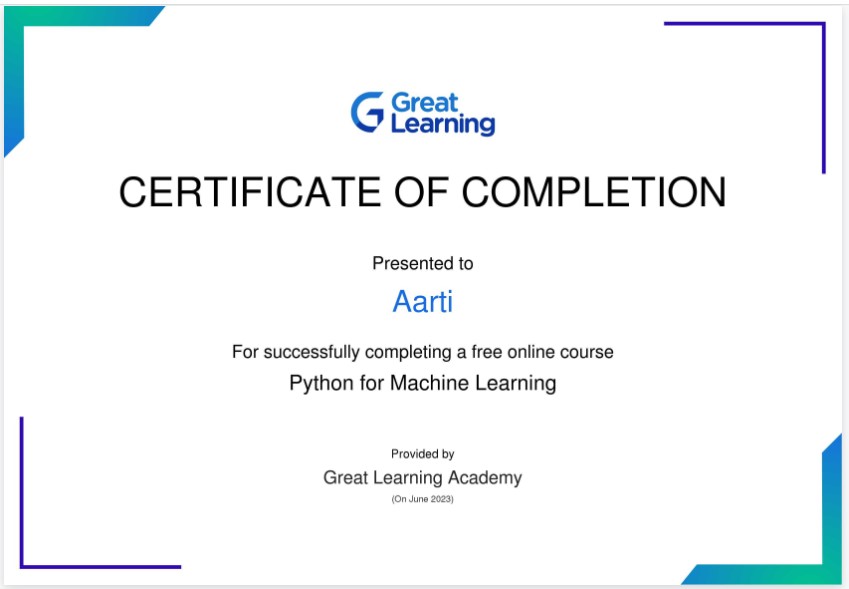 Great
Learning
CERTIFICATE OF COMPLETION
Presented to
Aarti
For successfully completing a free online course
Python for Machine Learning
Provided by
Great Learning Academy
(On June 2023)